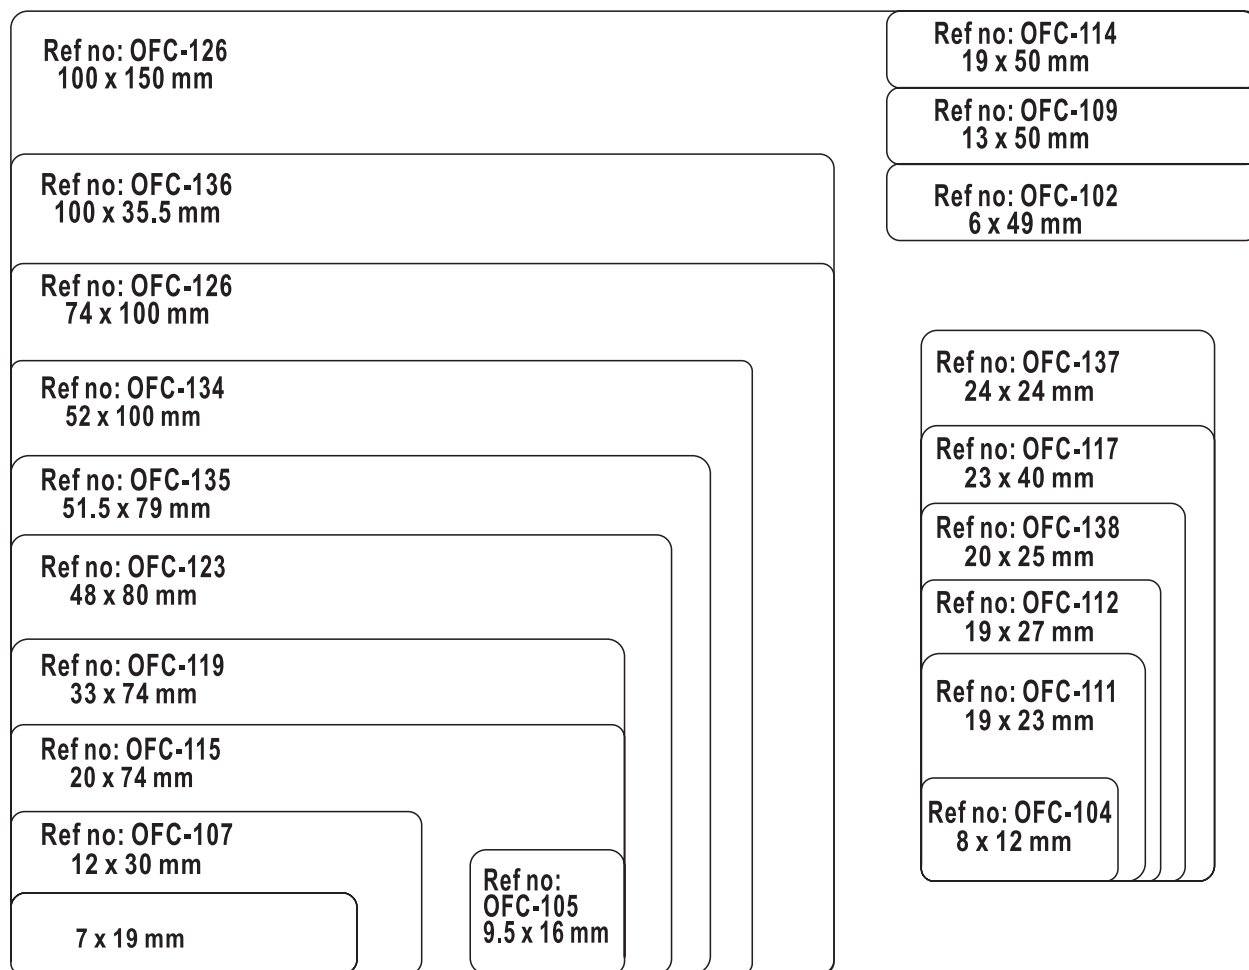 Ref no: OFC-126
100 x 150 mm
Ref no: OFC-136
100 x 35.5 mm
Ref no: OFC-126
74 x 100 mm
Ref no: OFC-134
52 x 100 mm
Ref no: OFC-135
51.5 x 79 mm
Ref no: OFC-123
48 x 80 mm
Ref no: OFC-119
33 x 74 mm
Ref no: OFC-115
20 x 74 mm
Ref no: OFC-107
12 x 30 mm
7 x 19 mm
Ref no:
OFC-105
9.5 x 16 mm
Ref no: OFC-114
19 x 50 mm
Ref no: OFC-109
13 x 50 mm
Ref no: OFC-102
6 x 49 mm
Ref no: OFC-137
24 x 24 mm
Ref no: OFC-117
23 x 40 mm
Ref no: OFC-138
20 x 25 mm
Ref no: OFC-112
19 x 27 mm
Ref no: OFC-111
19 x 23 mm
Ref no: OFC-104
8 x 12 mm